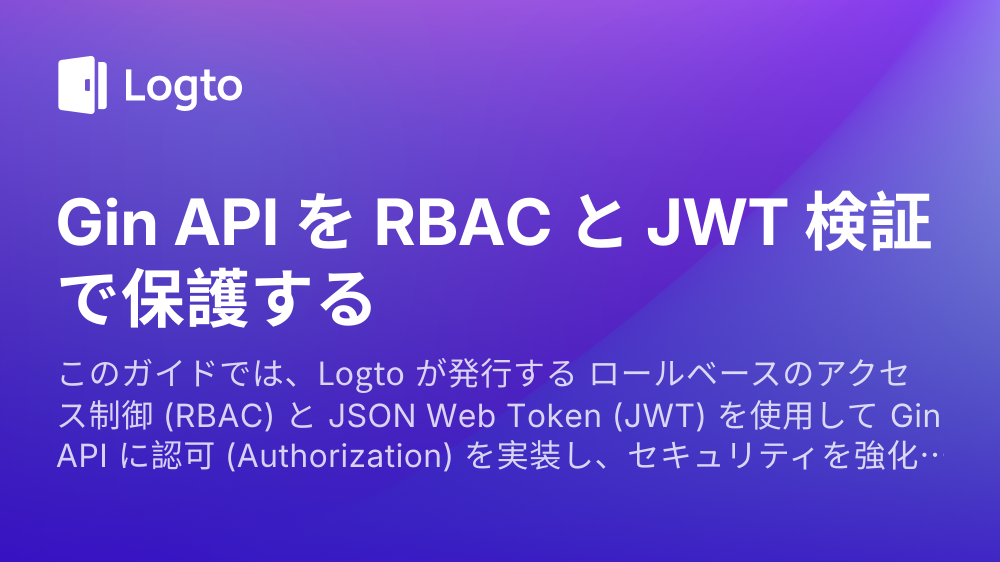 Logto
Gin API を RBAC と JWT 検証
で保護する
このガイドでは、Logto が発行する ロールベースのアクセ
ス制御 (RBAC) と JSON Web Token (JWT) を使用して Gin
API に認可 (Authorization) を実装し、セキュリティを強化…